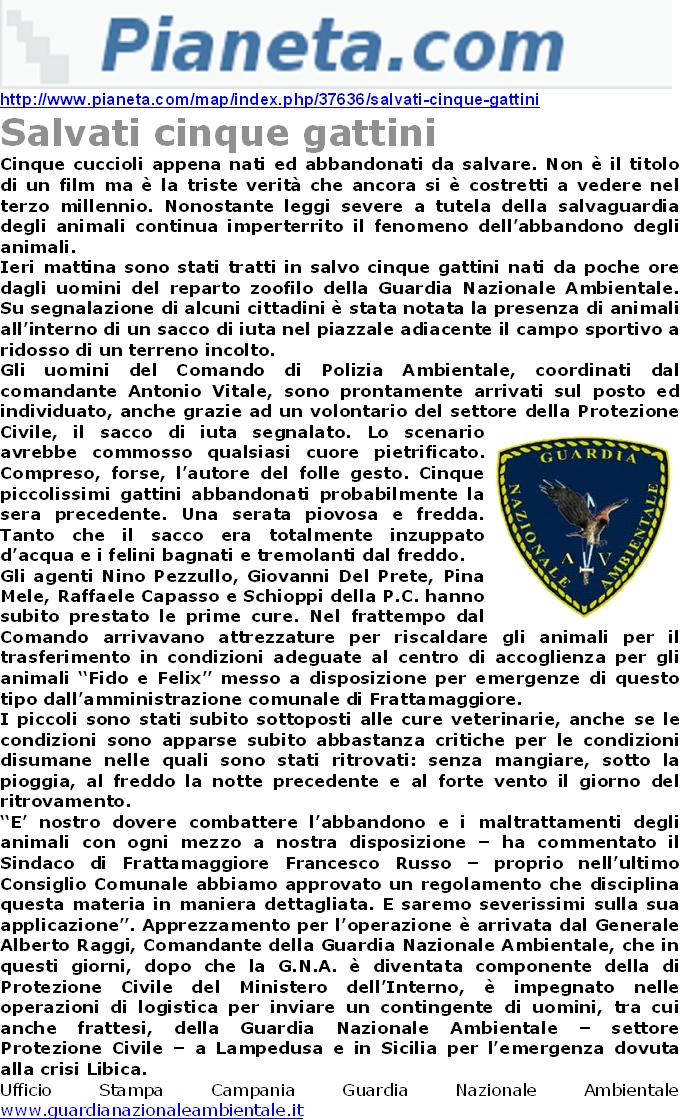 Pianeta.com
http://www.pianeta.com/map/index.php/37636/salvati-cinque-gattini
Salvati cinque gattini
Cinque cuccioli appena nati ed abbandonati da salvare. Non è il titolo
di un film ma è la triste verità che ancora si è costretti a vedere nel
terzo millennio. Nonostante leggi severe a tutela della salvaguardia
degli animali continua imperterrito il fenomeno dell’abbandono degli
animali.
Ieri mattina sono stati tratti in salvo cinque gattini nati da poche ore
dagli uomini del reparto zoofilo della Guardia Nazionale Ambientale.
Su segnalazione di alcuni cittadini è stata notata la presenza di animali
all’interno di un sacco di iuta nel piazzale adiacente il campo sportivo a
ridosso di un terreno incolto.
Gli uomini del Comando di Polizia Ambientale, coordinati dal
comandante Antonio Vitale, sono prontamente arrivati sul posto ed
individuato, anche grazie ad un volontario del settore della Protezione
Civile, il sacco di iuta segnalato. Lo scenario
avrebbe commosso qualsiasi cuore pietrificato.
Compreso, forse, l’autore del folle gesto. Cinque
piccolissimi gattini abbandonati probabilmente la
sera precedente. Una serata piovosa e fredda.
Tanto che il sacco era totalmente inzuppato
d’acqua e i felini bagnati e tremolanti dal freddo.
Gli agenti Nino Pezzullo, Giovanni Del Prete, Pina
Mele, Raffaele Capasso e Schioppi della P.C. hanno
subito prestato le prime cure. Nel frattempo dal
GUARDIA
NAZIONALE
AMBIENTALE
N
A V
Comando arrivavano attrezzature per riscaldare gli animali per il
trasferimento in condizioni adeguate al centro di accoglienza per gli
animali “Fido e Felix” messo a disposizione per emergenze di questo
tipo dall’amministrazione comunale di Frattamaggiore.
I piccoli sono stati subito sottoposti alle cure veterinarie, anche se le
condizioni sono apparse subito abbastanza critiche per le condizioni
disumane nelle quali sono stati ritrovati: senza mangiare, sotto la
pioggia, al freddo la notte precedente e al forte vento il giorno del
ritrovamento.
“E’ nostro dovere combattere l’abbandono e i maltrattamenti degli
animali con ogni mezzo a nostra disposizione – ha commentato il
Sindaco di Frattamaggiore Francesco Russo – proprio nell’ultimo
Consiglio Comunale abbiamo approvato un regolamento che disciplina
questa materia in maniera dettagliata. E saremo severissimi sulla sua
applicazione”. Apprezzamento per l’operazione è arrivata dal Generale
Alberto Raggi, Comandante della Guardia Nazionale Ambientale, che in
questi giorni, dopo che la G.N.A. è diventata componente della di
Protezione Civile del Ministero dell’Interno, è impegnato nelle
operazioni di logistica per inviare un contingente di uomini, tra cui
anche frattesi, della Guardia Nazionale Ambientale – settore
Protezione Civile – a Lampedusa e in Sicilia per l’emergenza dovuta
alla crisi Libica.
Ufficio Stampa Campania Guardia Nazionale Ambientale
www.guardianazionaleambientale.it